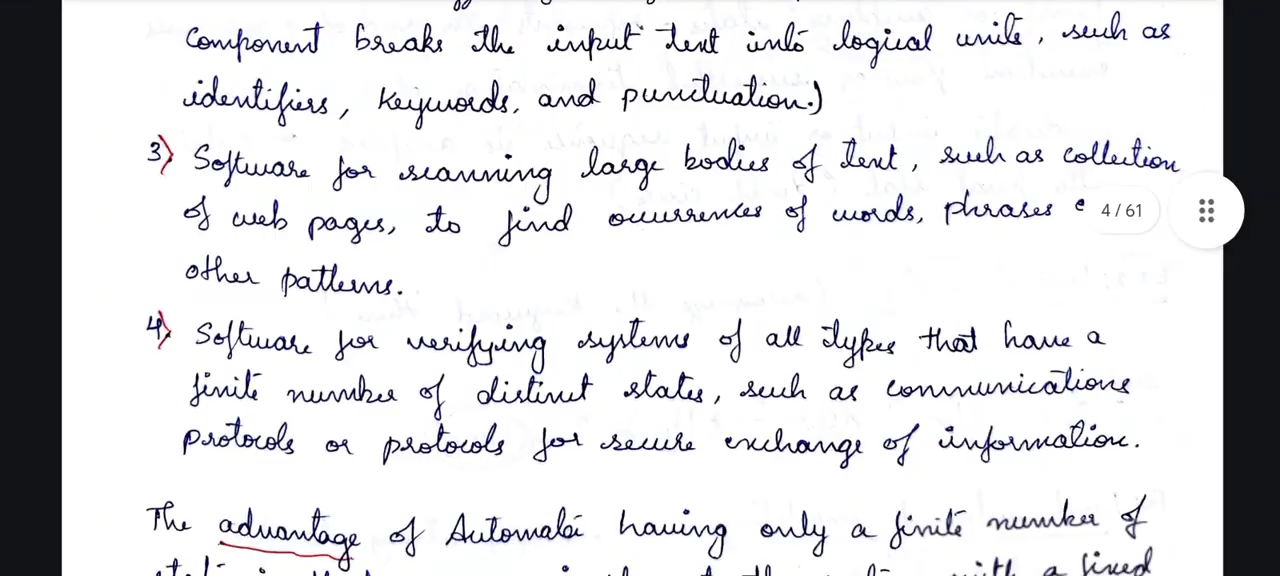 component breaks the input text into logical units, such as
identifiers, keywords, and punctuation.)
3) Software for scanning large bodies of text, such as collection
of web pages, to find occurrences of words, phrases
4 / 61
other patterns.
4) Software for verifying systems of all types that have a
finite number of distinct states, such as communications
protocols or protocols for secure exchange of information.
The advantage of Automata having only a finite number of
with a fixed